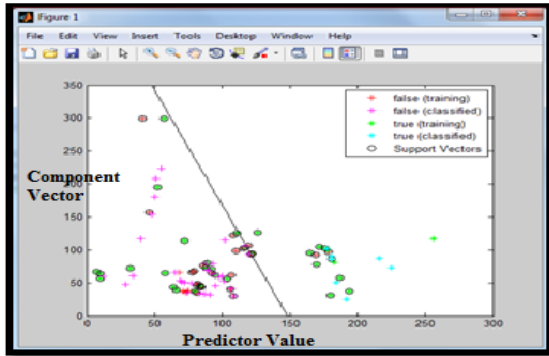 Figure 1
File Edit View Insert Tools Desktop Window Help
350
300
250
200
150
100
50
0
Component
Vector
false (training)
false (classified)
true (training)
true (classified)
Support Vectors
0 50 100 150 200 250 300
Predictor Value